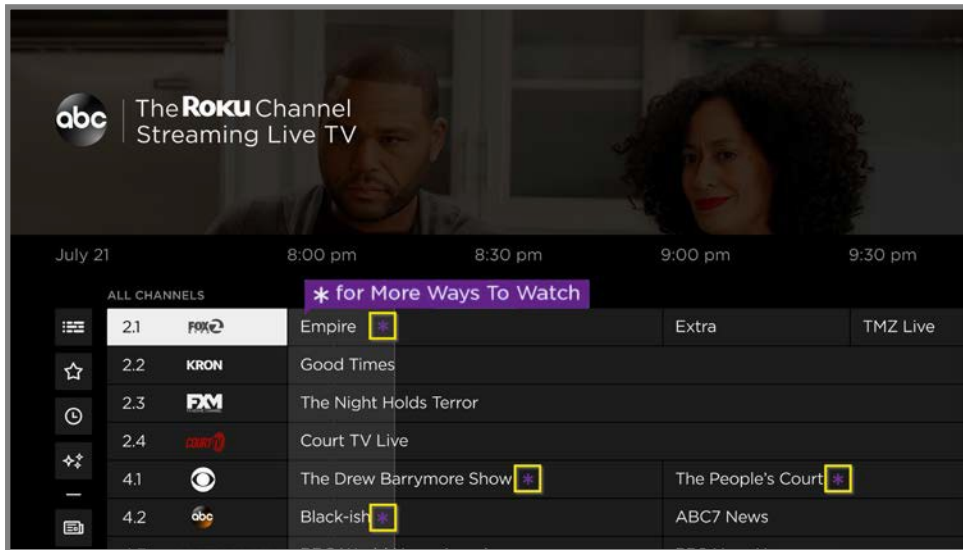 abc
The Roku Channel
Streaming Live TV
July 21 8:00 pm 8:30 pm 9:00 pm 9:30 pm
ALL CHANNELS
* for More Ways To Watch
2.1 FOX 2 Empire * Extra TMZ Live
2.2 KRON Good Times
2.3 FXM The Night Holds Terror
2.4 COURT TV Court TV Live
4.1 The Drew Barrymore Show * The People's Court *
4.2 abc Black-ish * ABC7 News